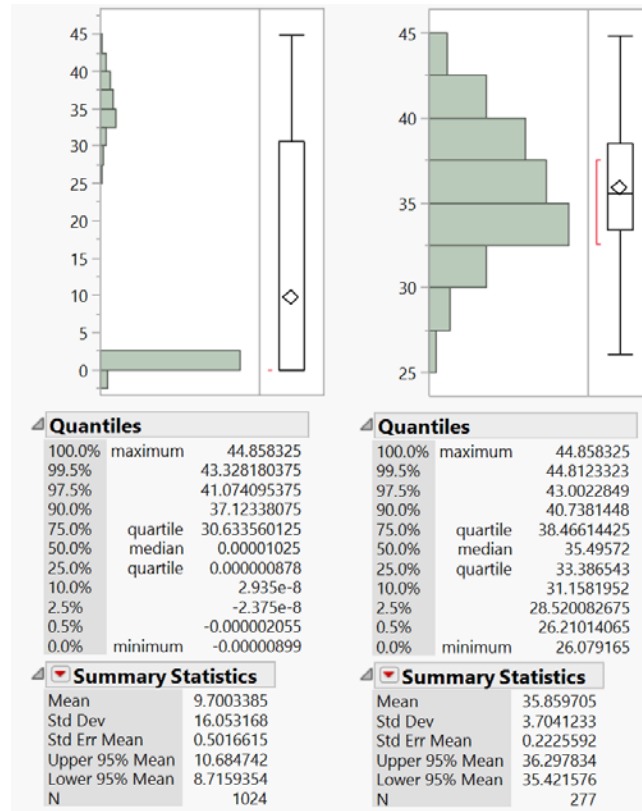 45
40
35
30
25
20
15
10
5
0
45
40
35
30
25
Quantiles
100.0% maximum 44.858325
99.5% 43.328180375
97.5% 41.074095375
90.0% 37.12338075
75.0% quartile 30.633560125
50.0% median 0.00001025
25.0% quartile 0.000000878
10.0% 2.935e-8
2.5% -2.375e-8
0.5% -0.000002055
0.0% minimum -0.00000899
Summary Statistics
Mean 9.7003385
Std Dev 16.053168
Std Err Mean 0.5016615
Upper 95% Mean 10.684742
Lower 95% Mean 8.7159354
N 1024
Quantiles
100.0% maximum 44.858325
99.5% 44.8123323
97.5% 43.0022849
90.0% 40.7381448
75.0% quartile 38.46614425
50.0% median 35.49572
25.0% quartile 33.386543
10.0% 31.1581952
2.5% 28.520082675
0.5% 26.21014065
0.0% minimum 26.079165
Summary Statistics
Mean 35.859705
Std Dev 3.7041233
Std Err Mean 0.2225592
Upper 95% Mean 36.297834
Lower 95% Mean 35.421576
N 277